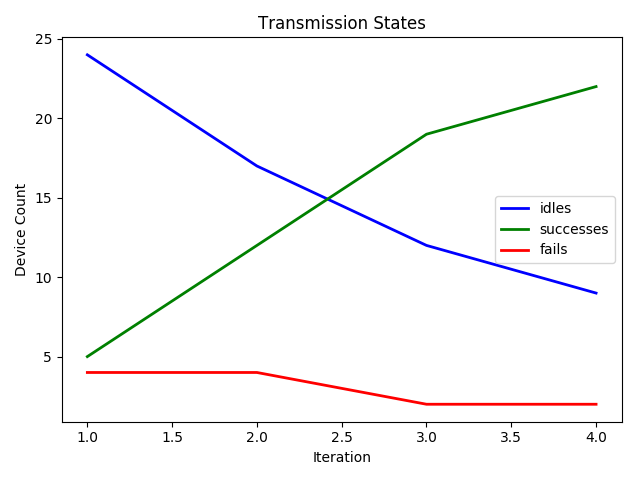 Transmission States
25
20
15
10
5
Device Count
idles
successes
fails
1.0 1.5 2.0 2.5 3.0 3.5 4.0
Iteration